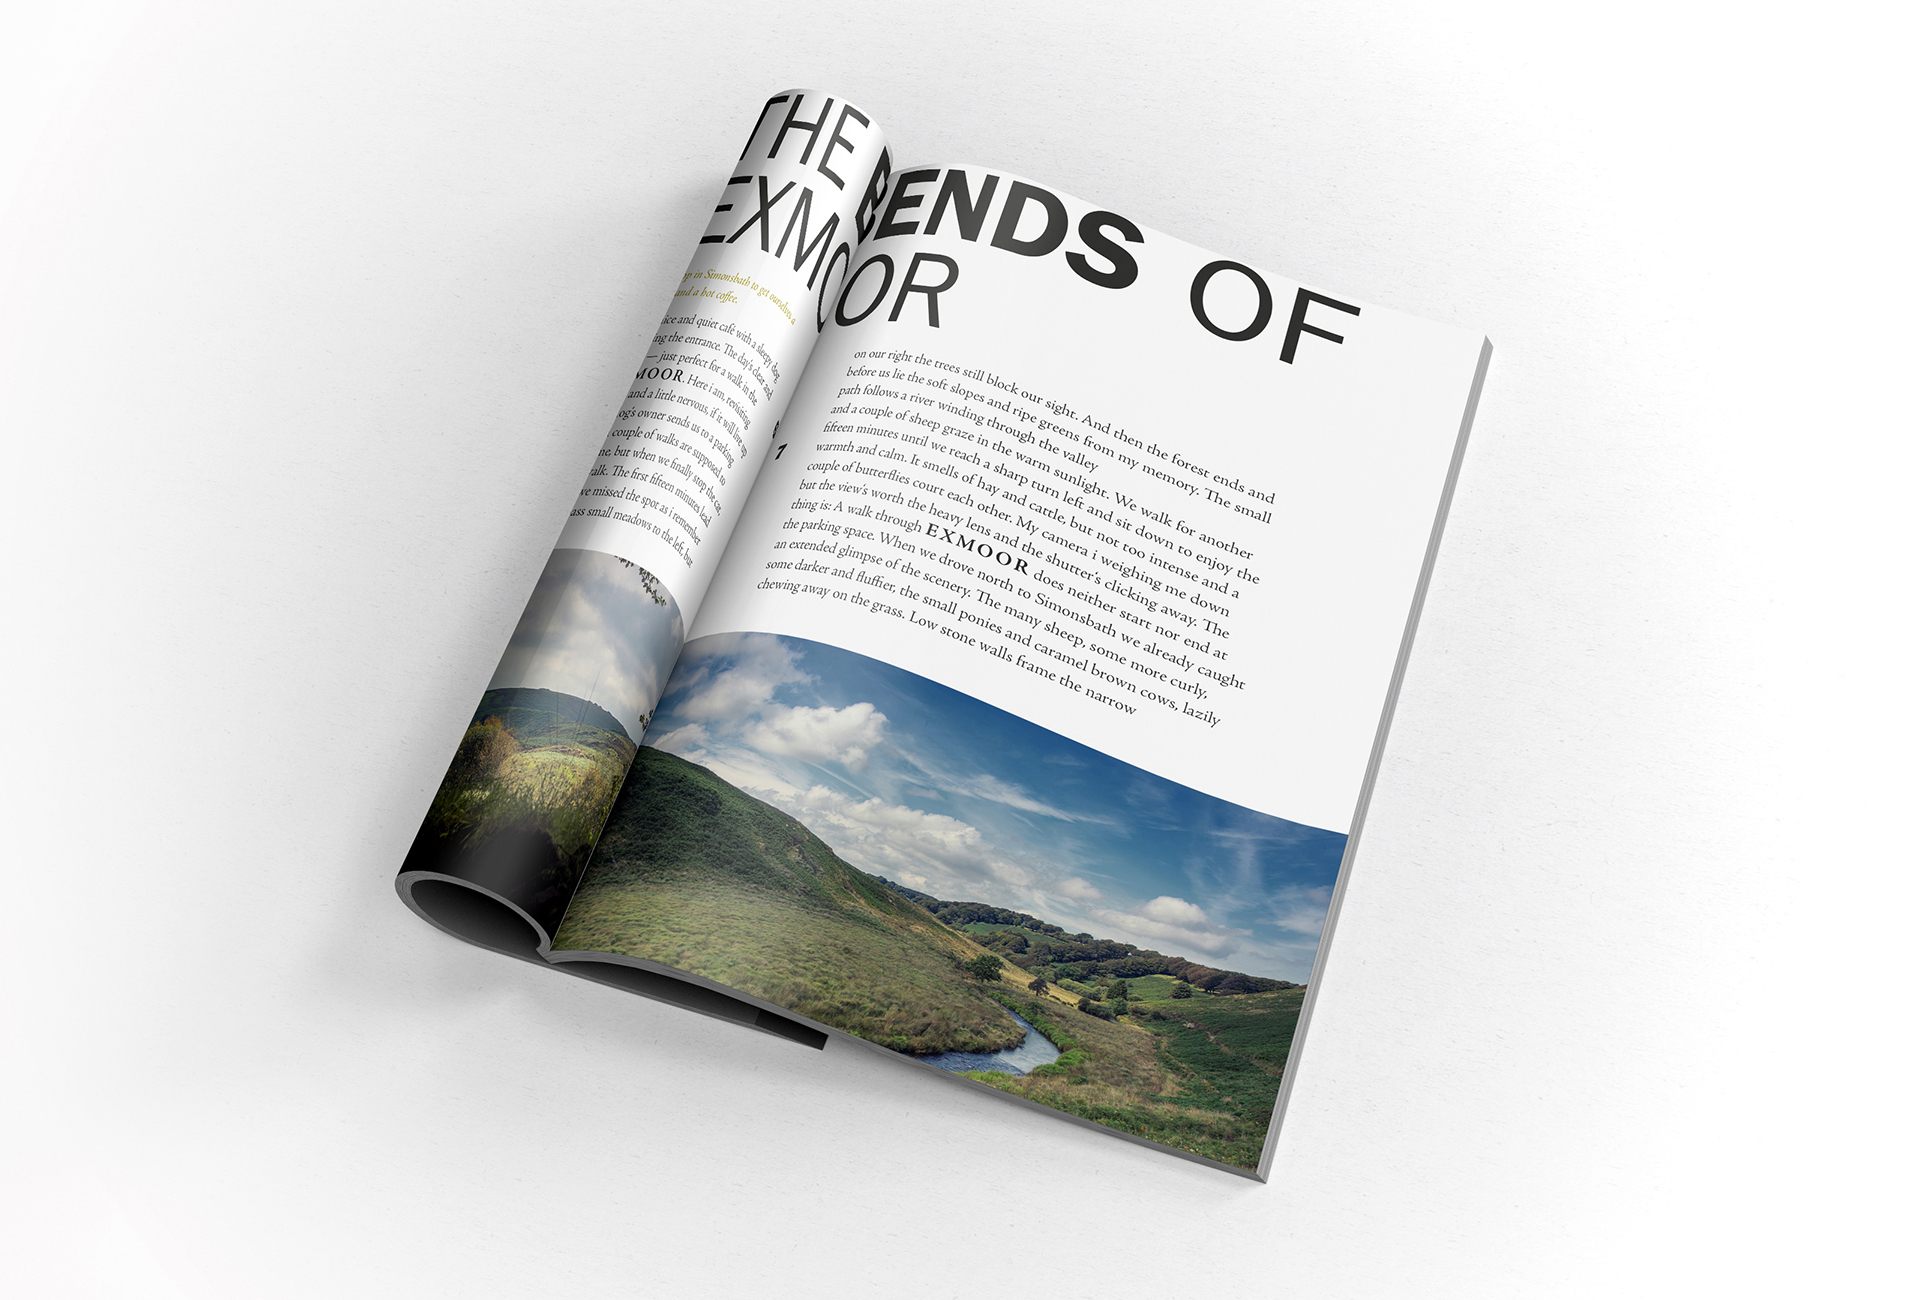 THE BENDS OF
EXMOOR
in Simonsbath to get ourselves a
and a hot coffee.
and quiet café with a sleepy dog
the entrance. The day's clear and
— just perfect for a walk in the
MOOR. Here i am, revisiting
and a little nervous, if it will live up
owner sends us to a parking
couple of walks are supposed to
but when we finally stop the car,
The first fifteen minutes lead
we missed the spot as i remember
small meadows to the left, but
7
on our right the trees still block our sight. And then the forest ends and
before us lie the soft slopes and ripe greens from my memory. The small
path follows a river winding through the valley
and a couple of sheep graze in the warm sunlight. We walk for another
fifteen minutes until we reach a sharp turn left and sit down to enjoy the
warmth and calm. It smells of hay and cattle, but not too intense and a
couple of butterflies court each other. My camera i weighing me down
but the view's worth the heavy lens and the shutter's clicking away. The
thing is: A walk through EXMOOR does neither start nor end at
the parking space. When we drove north to Simonsbath we already caught
an extended glimpse of the scenery. The many sheep, some more curly,
some darker and fluffier, the small ponies and caramel brown cows, lazily
chewing away on the grass. Low stone walls frame the narrow